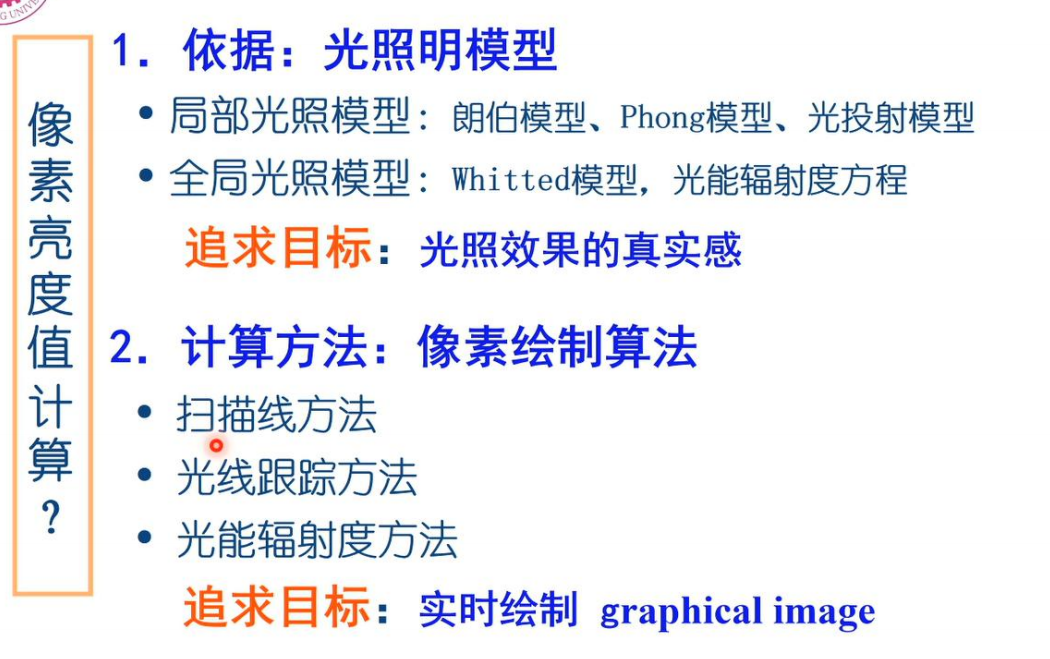 G UNIVE
像素亮度值计算？
1. 依据：光照明模型
• 局部光照模型：朗伯模型、Phong模型、光投射模型
• 全局光照模型：Whitted模型，光能辐射度方程
追求目标：光照效果的真实感
2. 计算方法：像素绘制算法
• 扫描线方法
• 光线跟踪方法
• 光能辐射度方法
追求目标：实时绘制 graphical image